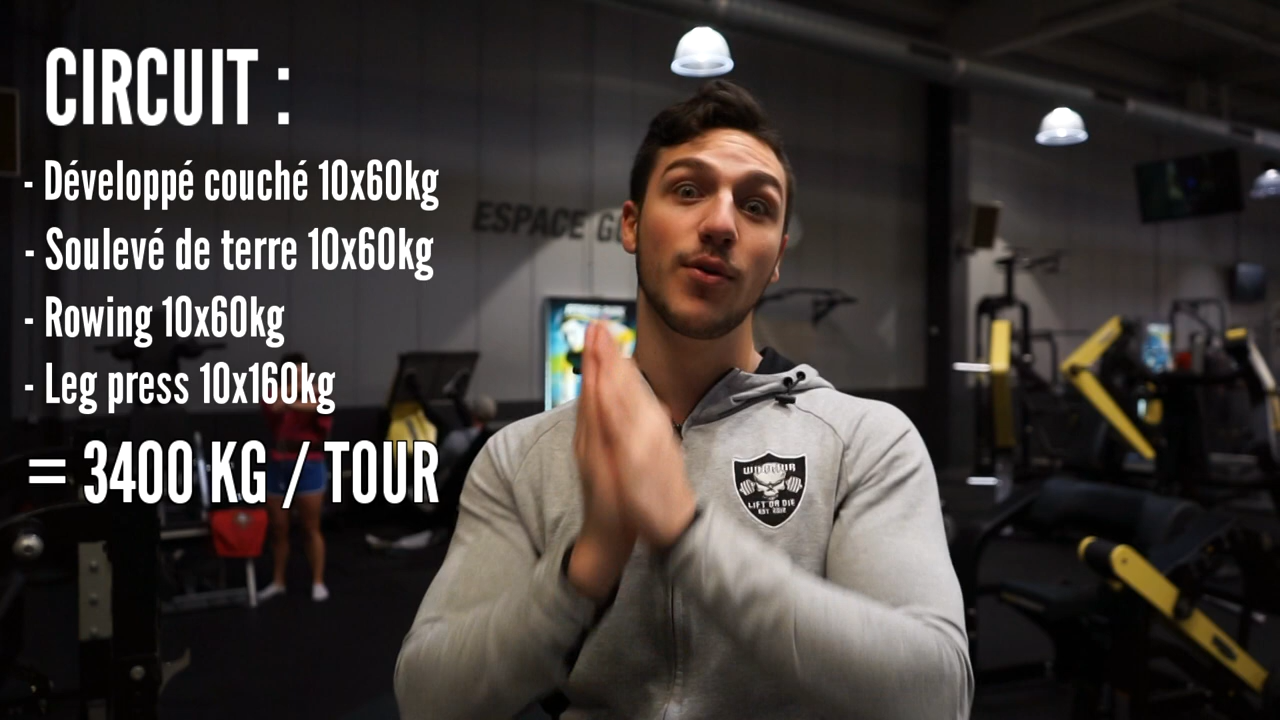 CIRCUIT :
- Développé couché 10x60kg
- Soulevé de terre 10x60kg
- Rowing 10x60kg
- Leg press 10x160kg
= 3400 KG / TOUR
ESPACE
LIFT OR DIE